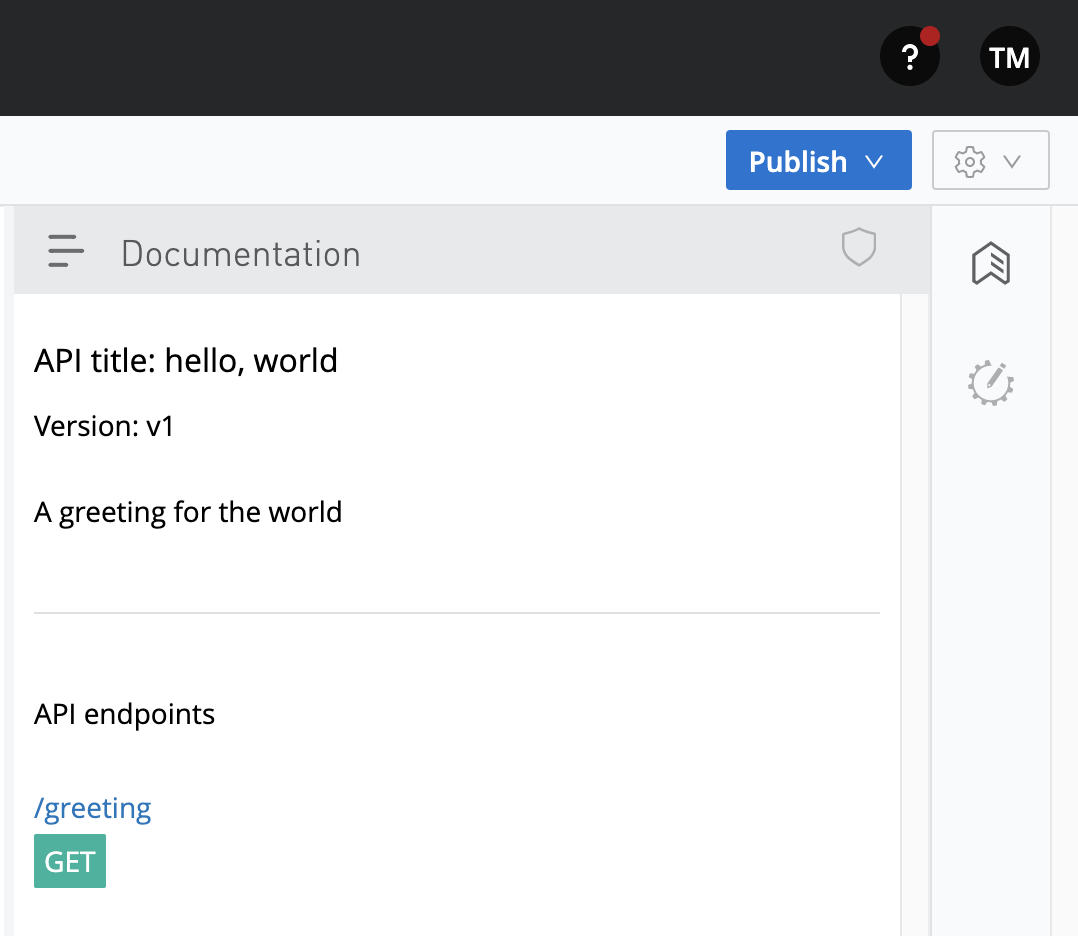 ?
TM
Publish
Documentation
API title: hello, world
Version: v1
A greeting for the world
API endpoints
/greeting
GET